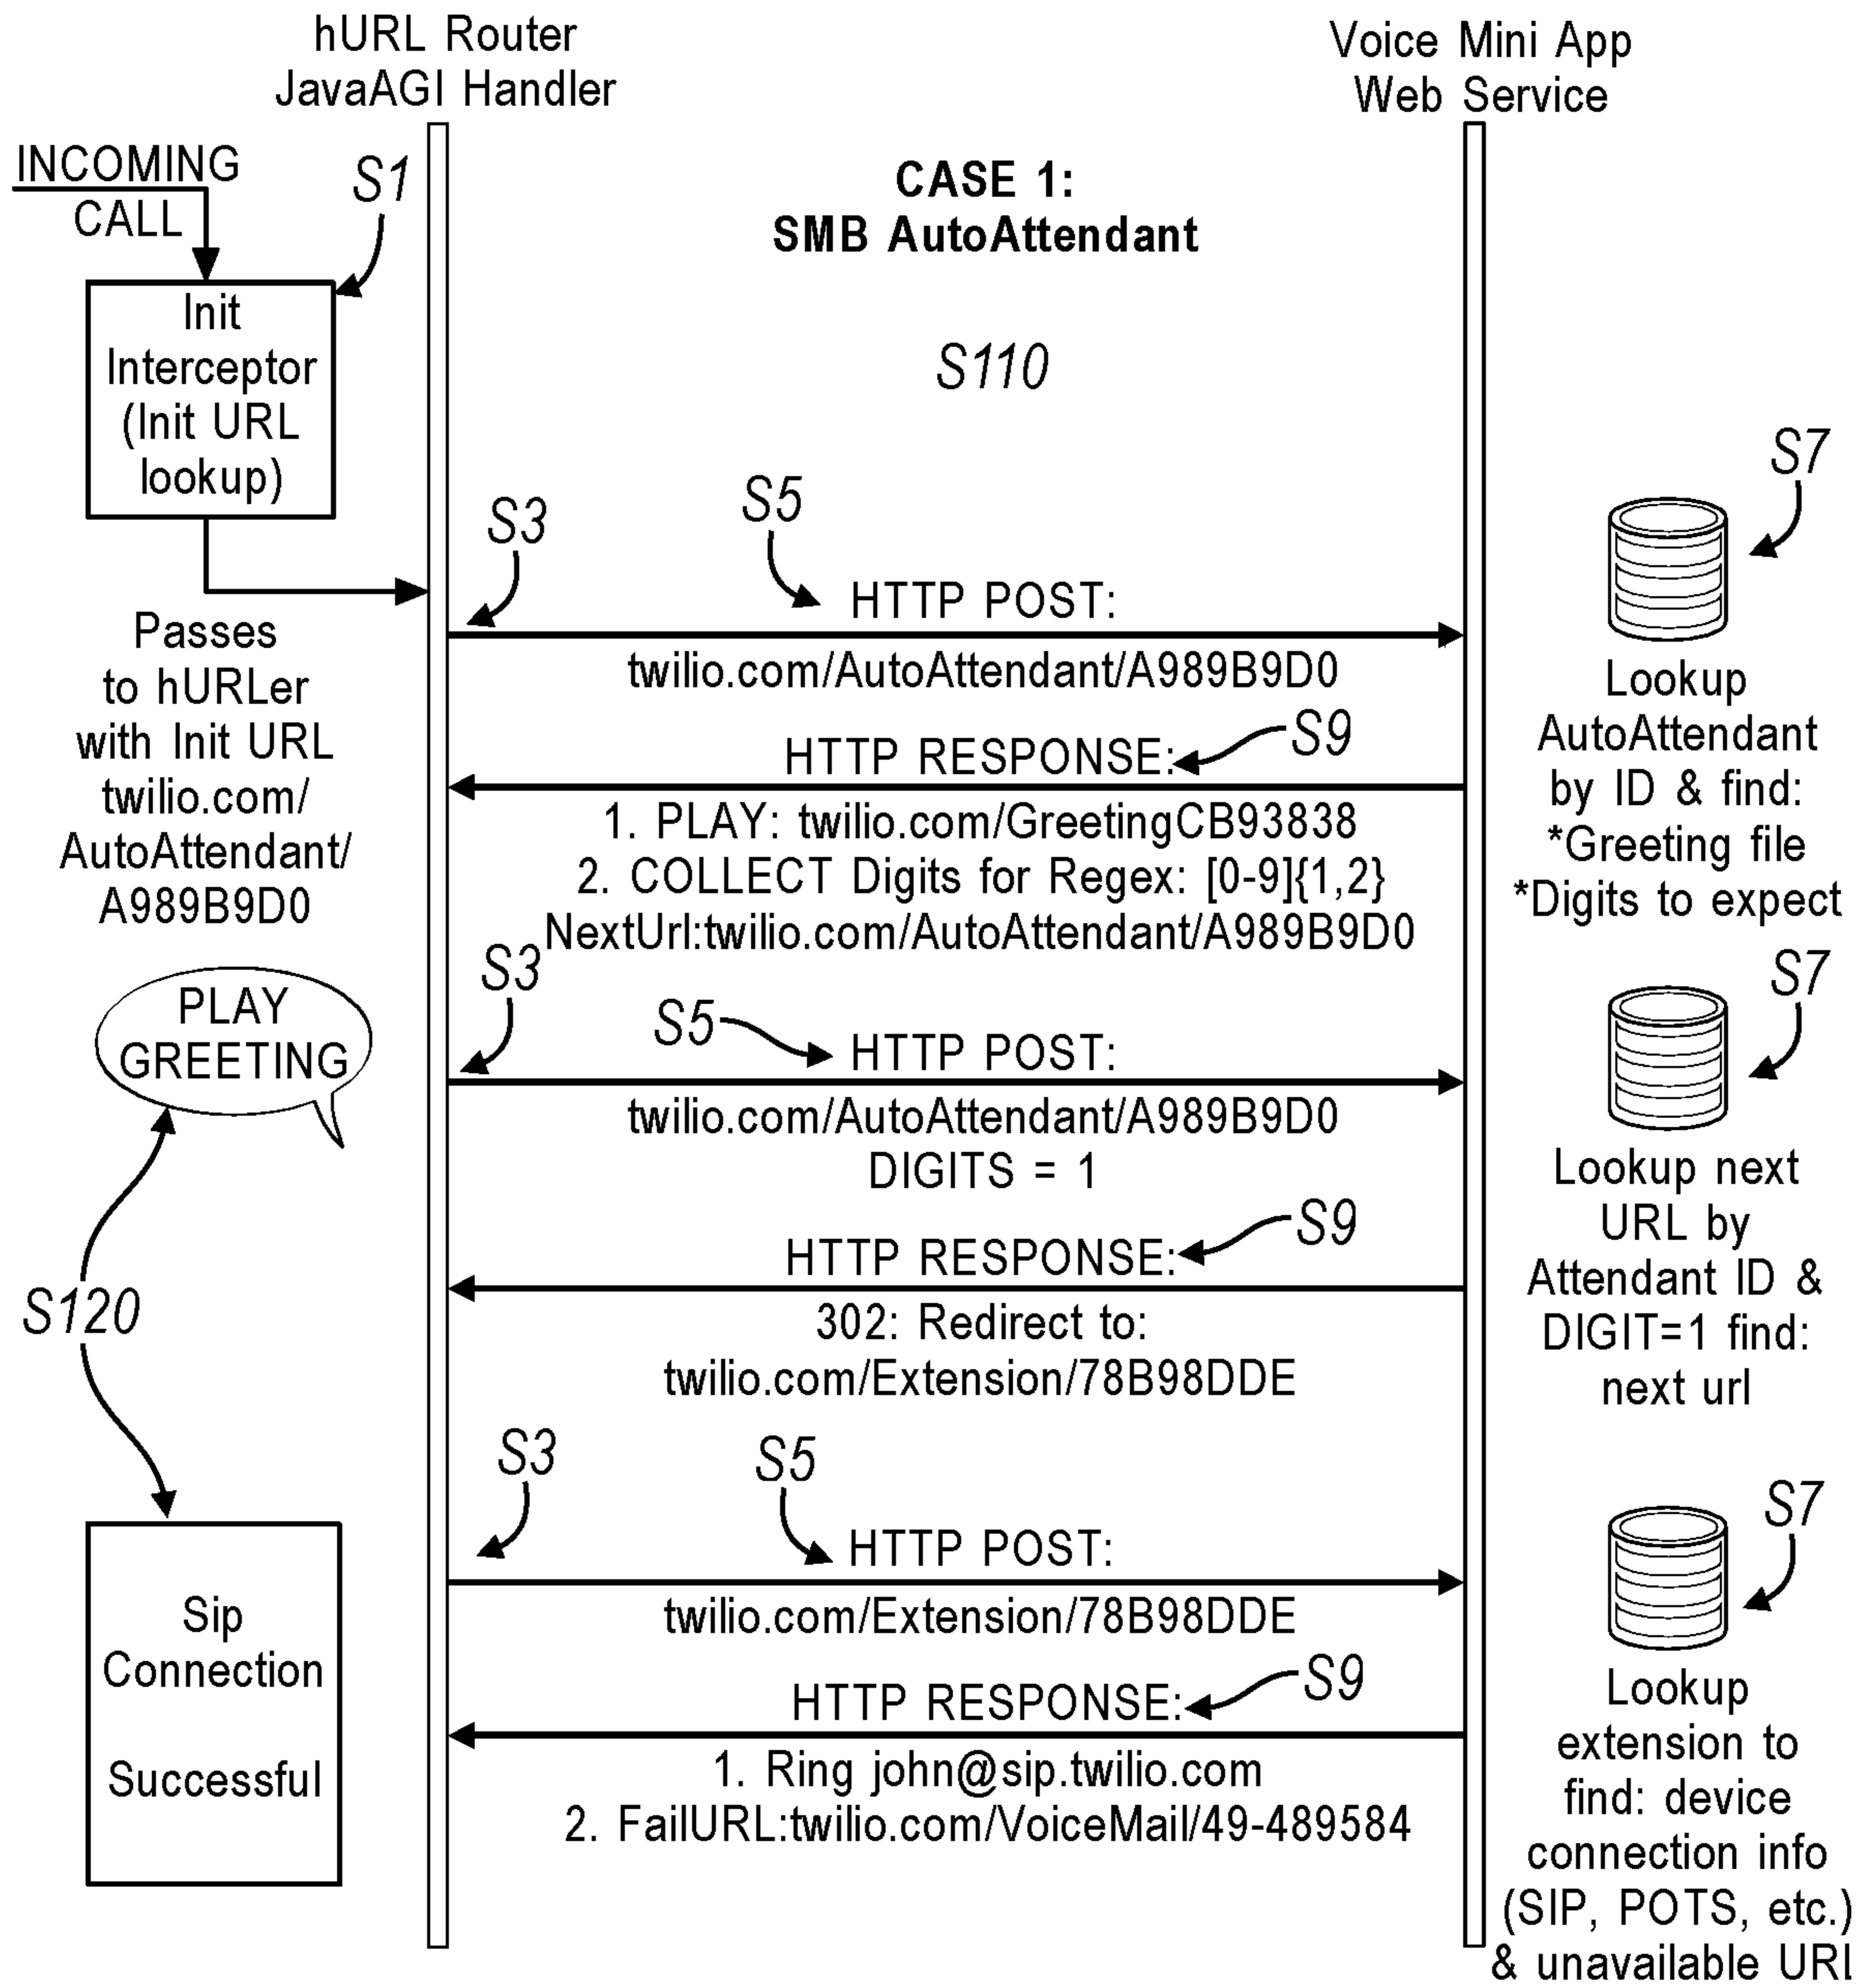 hURL Router
JavaAGI Handler
Voice Mini App
Web Service
INCOMING
CALL
S1
CASE 1:
SMB AutoAttendant
Init
Interceptor
(Init URL
lookup)
S110
S7
S3
S5
HTTP POST:
twilio.com/AutoAttendant/A989B9D0
Passes
to hURLer
with Init URL
twilio.com/
AutoAttendant/
A989B9D0
Lookup
AutoAttendant
by ID & find:
*Greeting file
*Digits to expect
HTTP RESPONSE:
S9
1. PLAY: twilio.com/GreetingCB93838
2. COLLECT Digits for Regex: [0-9]{1,2}
NextUrl:twilio.com/AutoAttendant/A989B9D0
PLAY
GREETING
S3
S5
HTTP POST:
twilio.com/AutoAttendant/A989B9D0
DIGITS = 1
S7
Lookup next
URL by
Attendant ID &
DIGIT=1 find:
next url
HTTP RESPONSE:
S9
302: Redirect to:
twilio.com/Extension/78B98DDE
S120
S3
S5
HTTP POST:
twilio.com/Extension/78B98DDE
S7
Sip
Connection
Successful
HTTP RESPONSE:
S9
1. Ring john@sip.twilio.com
2. FailURL:twilio.com/VoiceMail/49-489584
Lookup
extension to
find: device
connection info
(SIP, POTS, etc.)
& unavailable URl